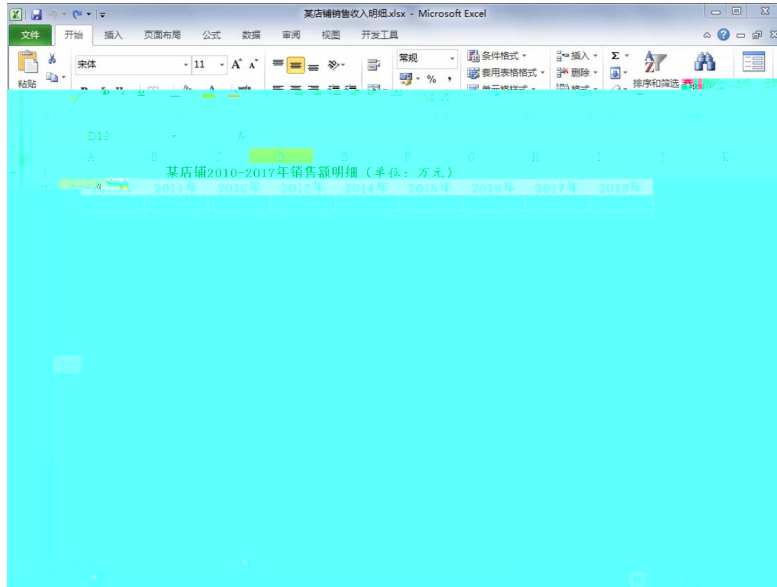 某店铺销售收入明细.xlsx - Microsoft Excel
文件 开始 插入 页面布局 公式 数据 审阅 视图 开发工具
宋体 11 A A 常规 条件格式 插入 Σ
粘贴 % , 套用表格格式 删除 排序和筛选
D13
A B C D E F G H I J K
某店铺2010-2017年销售额明细（单位：万元）
2011年 2012年 2013年 2014年 2015年 2016年 2017年